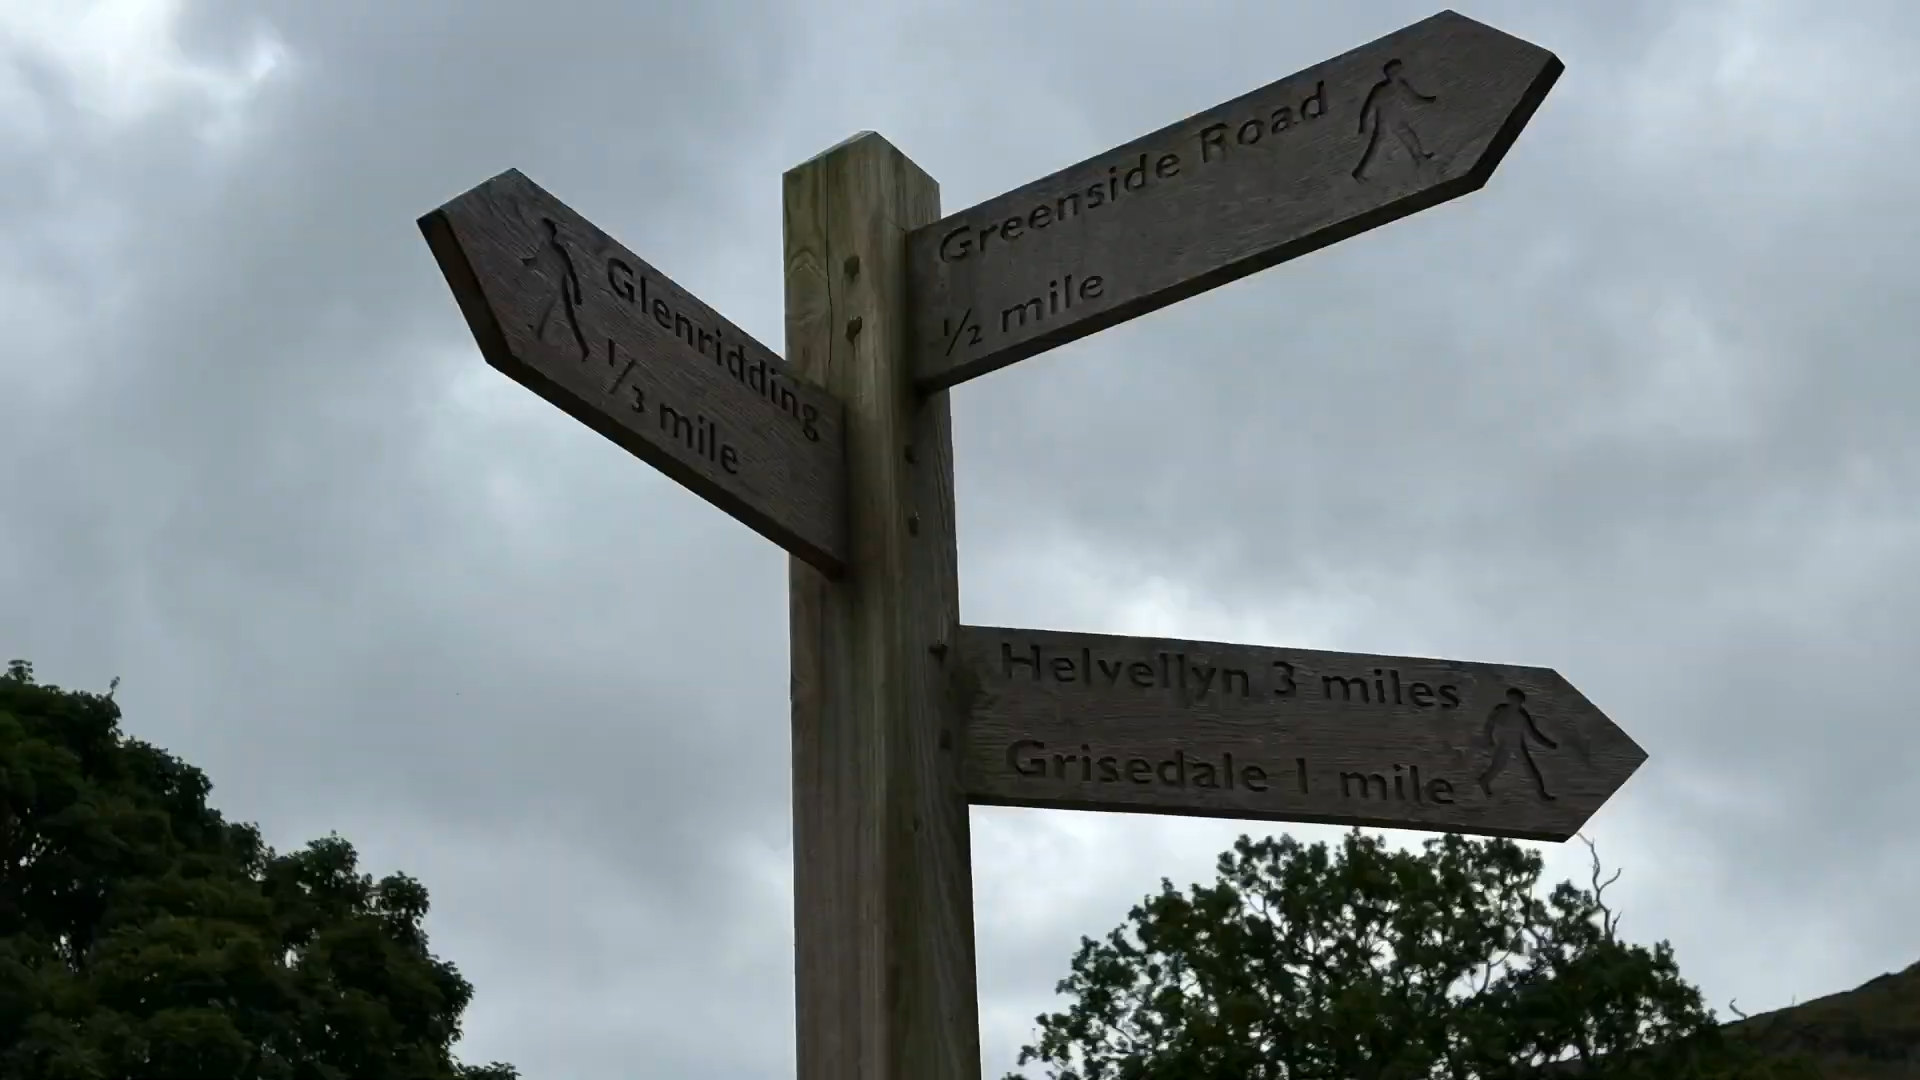 Glenridding
1/3 mile
Greenside Road
1/2 mile
Helvellyn 3 miles
Grisedale 1 mile